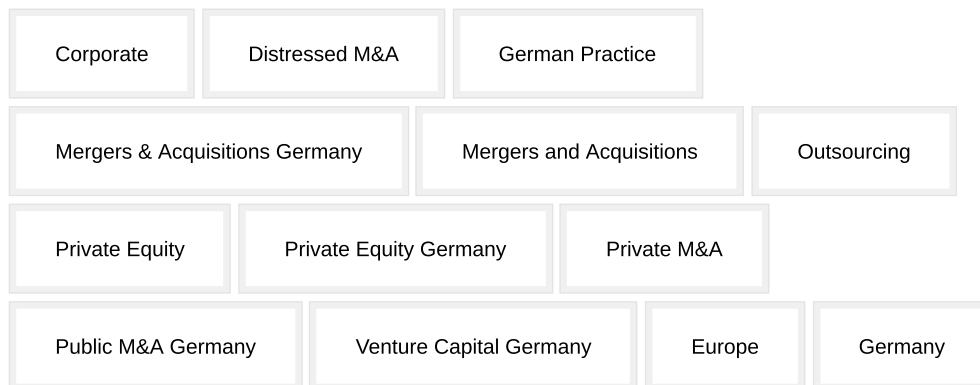 Corporate Distressed M&A German Practice
Mergers & Acquisitions Germany Mergers and Acquisitions Outsourcing
Private Equity Private Equity Germany Private M&A
Public M&A Germany Venture Capital Germany Europe Germany